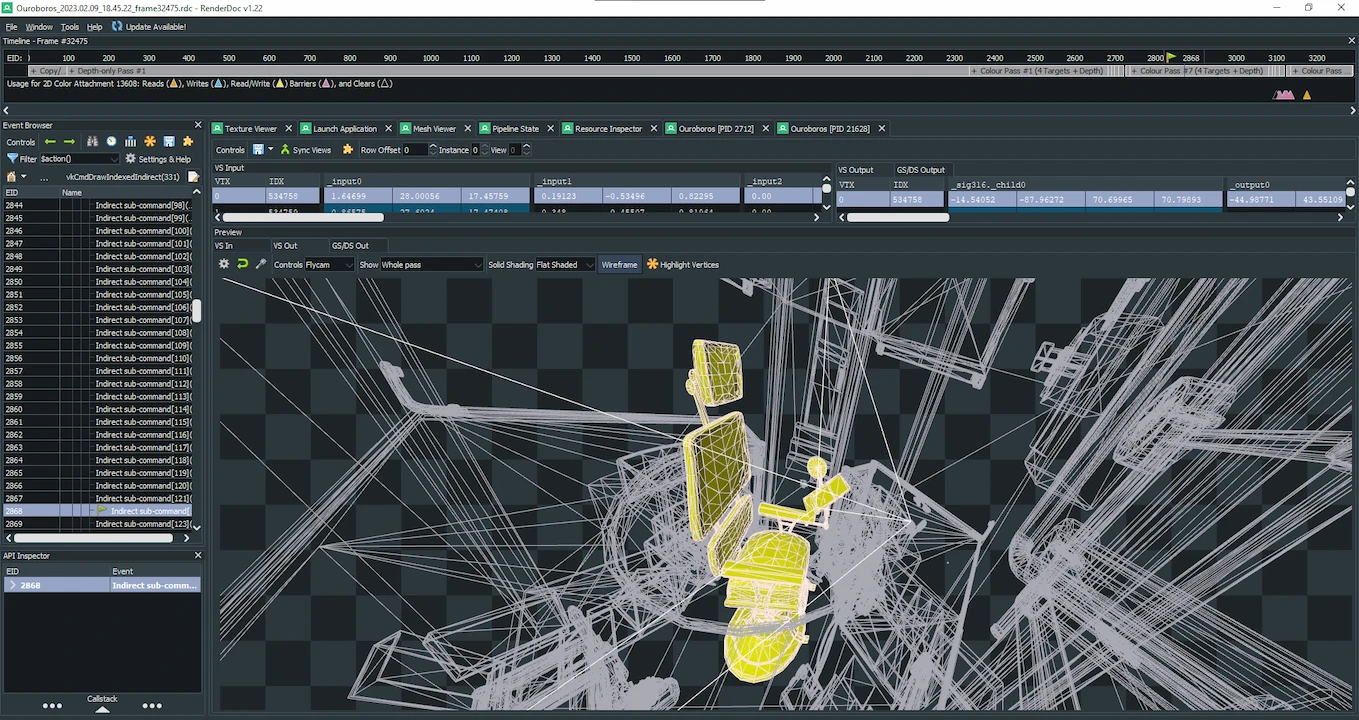 Ouroboros_2023.02.09_18.45.22_frame32475.rdc - RenderDoc v1.22
File Window Tools Help Update Available!
Timeline - Frame #32475
EID: 0 100 200 300 400 500 600 700 800 900 1000 1100 1200 1300 1400 1500 1600 1700 1800 1900 2000 2100 2200 2300 2400 2500 2600 2700 2800 2868 3000 3100 3200
+ Copy/ + Depth-only Pass #1 + Colour Pass #1 (4 Targets + Depth) + Colour Pass #7 (4 Targets + Depth) + Colour Pass ...
Usage for 2D Color Attachment 13608: Reads (△), Writes (△), Read/Write (△) Barriers (△), and Clears (△)
Event Browser
Controls
Filter $action() Settings & Help
... vkCmdDrawIndexedIndirect(331)
EID Name
2844 Indirect sub-command[98](..
2845 Indirect sub-command[99](..
2846 Indirect sub-command[100](
2847 Indirect sub-command[101](
2848 Indirect sub-command[102](
2849 Indirect sub-command[103](
2850 Indirect sub-command[104](
2851 Indirect sub-command[105](
2852 Indirect sub-command[106](
2853 Indirect sub-command[107](
2854 Indirect sub-command[108](
2855 Indirect sub-command[109](
2856 Indirect sub-command[110](
2857 Indirect sub-command[111](
2858 Indirect sub-command[112](
2859 Indirect sub-command[113](
2860 Indirect sub-command[114](
2861 Indirect sub-command[115](
2862 Indirect sub-command[116](
2863 Indirect sub-command[117](
2864 Indirect sub-command[118](
2865 Indirect sub-command[119](
2866 Indirect sub-command[120](
2867 Indirect sub-command[121](
2868 Indirect sub-command[
2869 Indirect sub-command[123](
API Inspector
EID Event
2868 Indirect sub-comm...
Callstack
Texture Viewer Launch Application Mesh Viewer Pipeline State Resource Inspector Ouroboros [PID 2712] Ouroboros [PID 21628]
Controls Sync Views Row Offset 0 Instance 0 View 0
VS Input
VTX IDX _input0 _input1 _input2
0 534758 1.64699 28.00056 17.45759 0.19123 -0.53496 0.82295 0.00
VS Output GS/DS Output
VTX IDX _sig316._child0 _output0
0 534758 -14.54052 -87.96272 70.69965 70.79893 -44.98771 43.55109
Preview
VS In VS Out GS/DS Out
Controls Flycam Show Whole pass Solid Shading Flat Shaded Wireframe Highlight Vertices